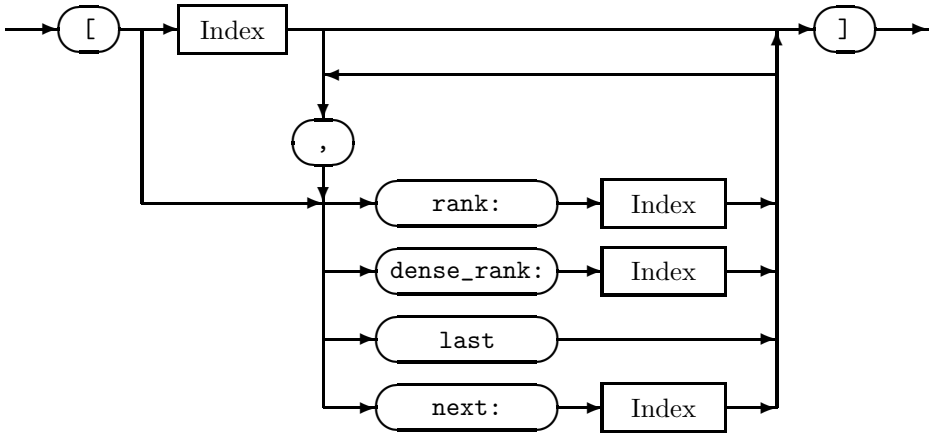 [ Index ]
,
rank: Index
dense_rank: Index
last
next: Index